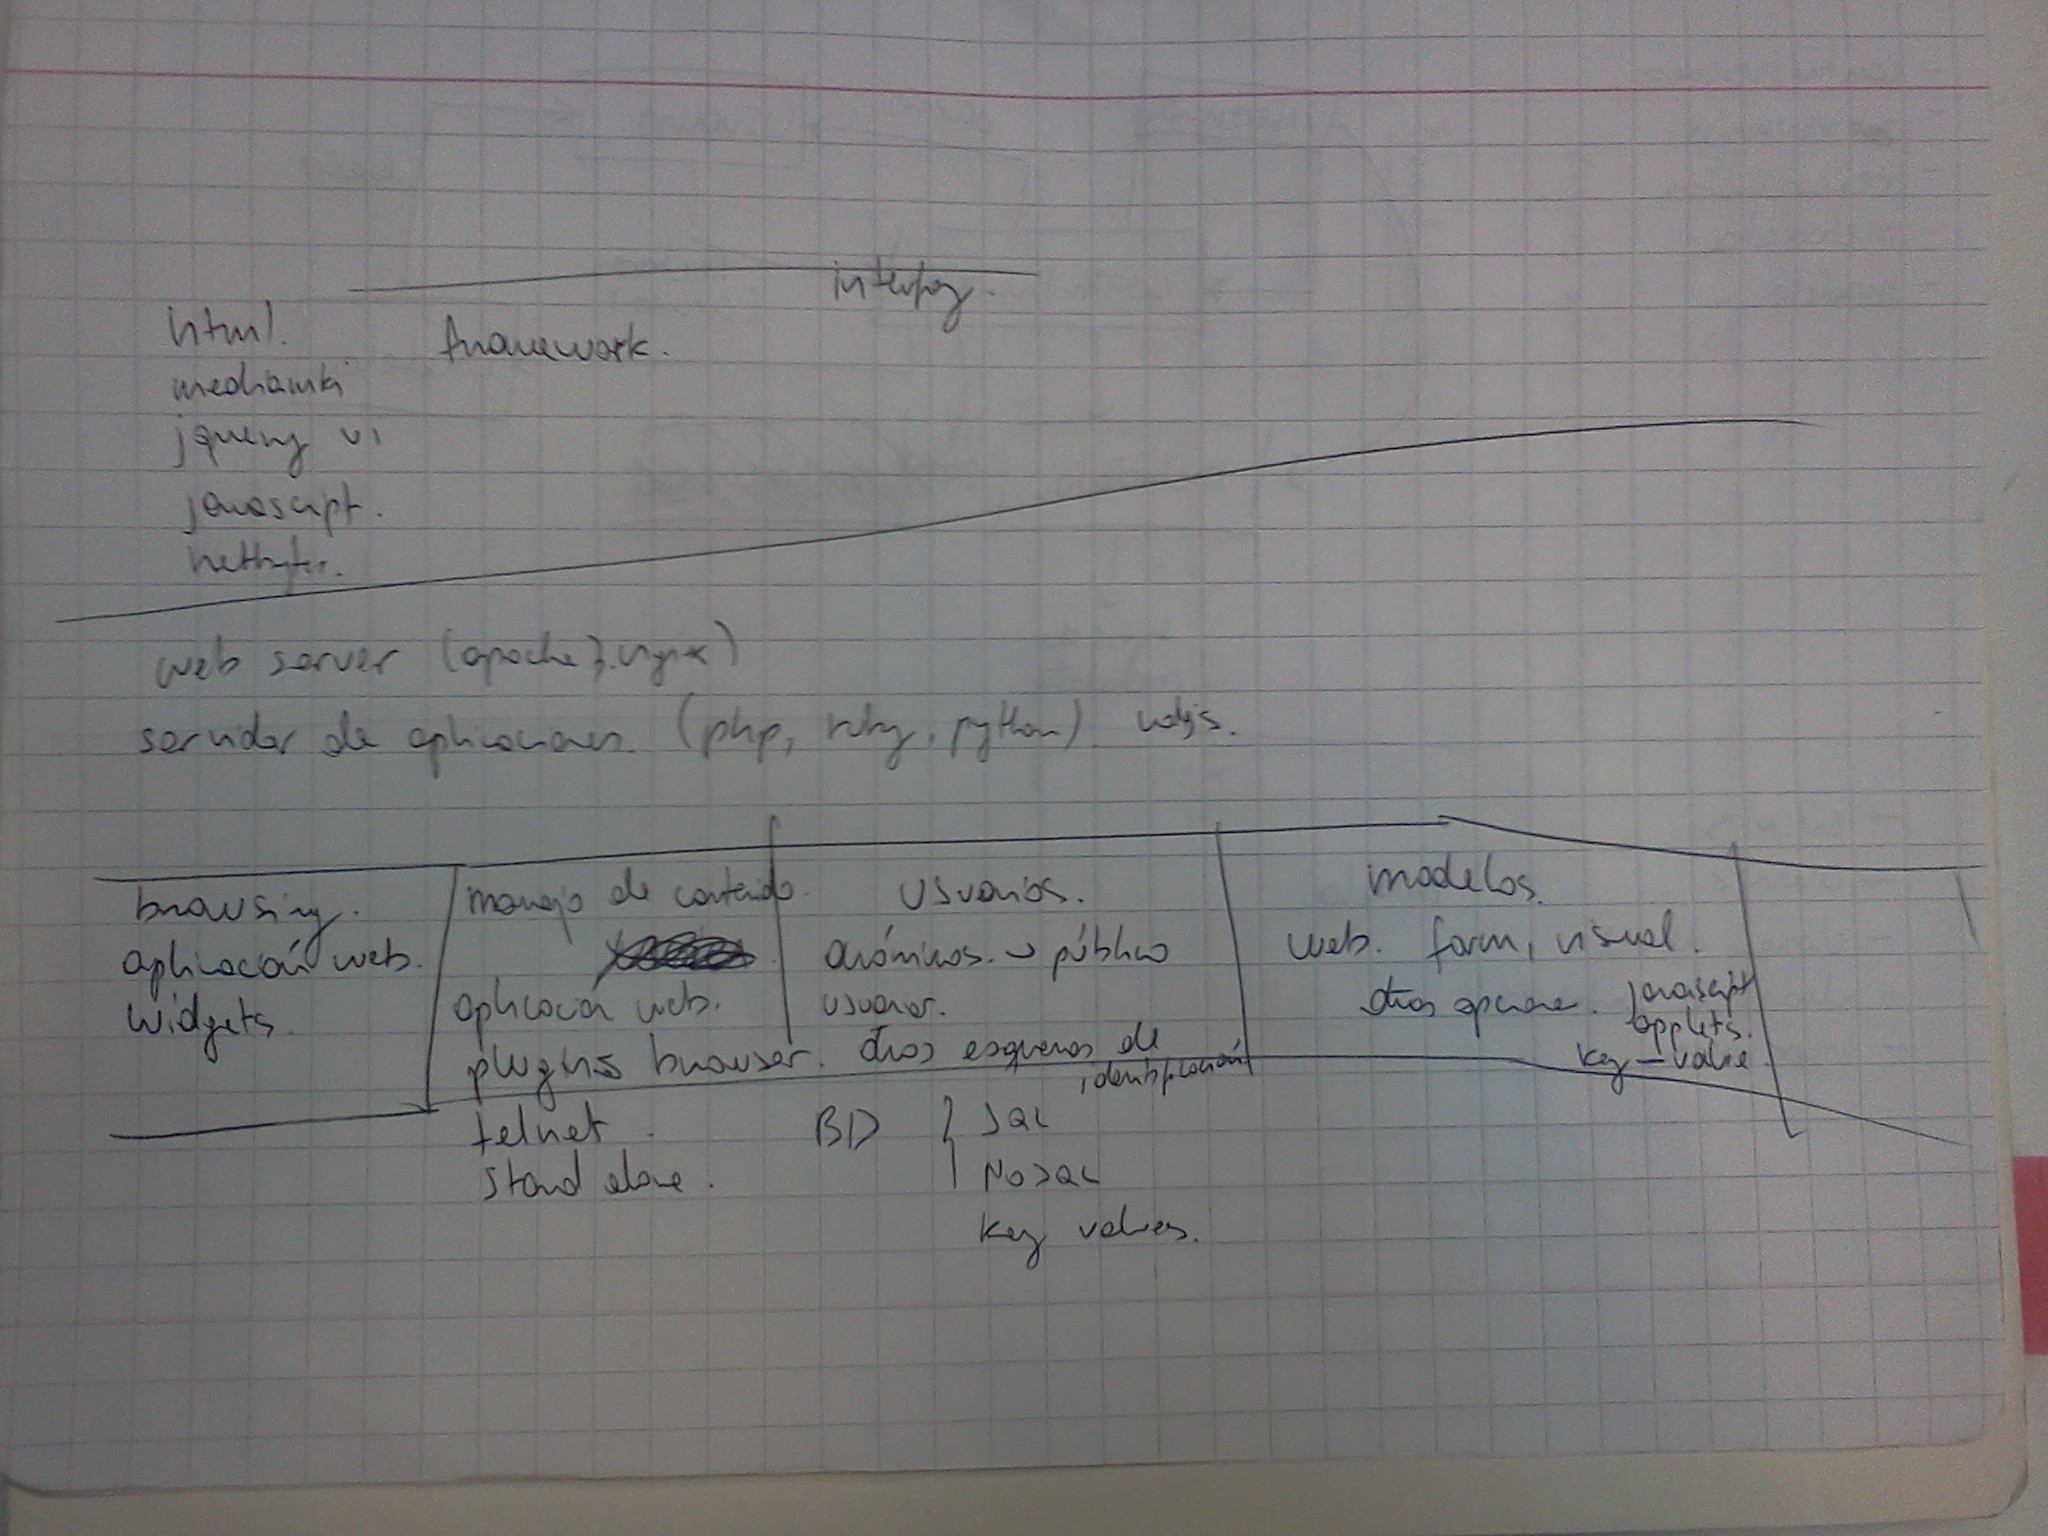 interfaz.
html. framework.
mediawiki
jquery ui
javascript.
web server (apache, nginx)
servidor de aplicaciones. (php, ruby, python) nodejs.
browsing. manejo de contenido. usuarios. modelos.
aplicación web. anónimos. → público web. form, visual.
widgets. aplicación web. usuarios. otras opciones. javascript
applets.
plugins browser. otros esquemas de key-value.
identificación
telnet. BD { SQL
stand alone. NoSQL
key values.